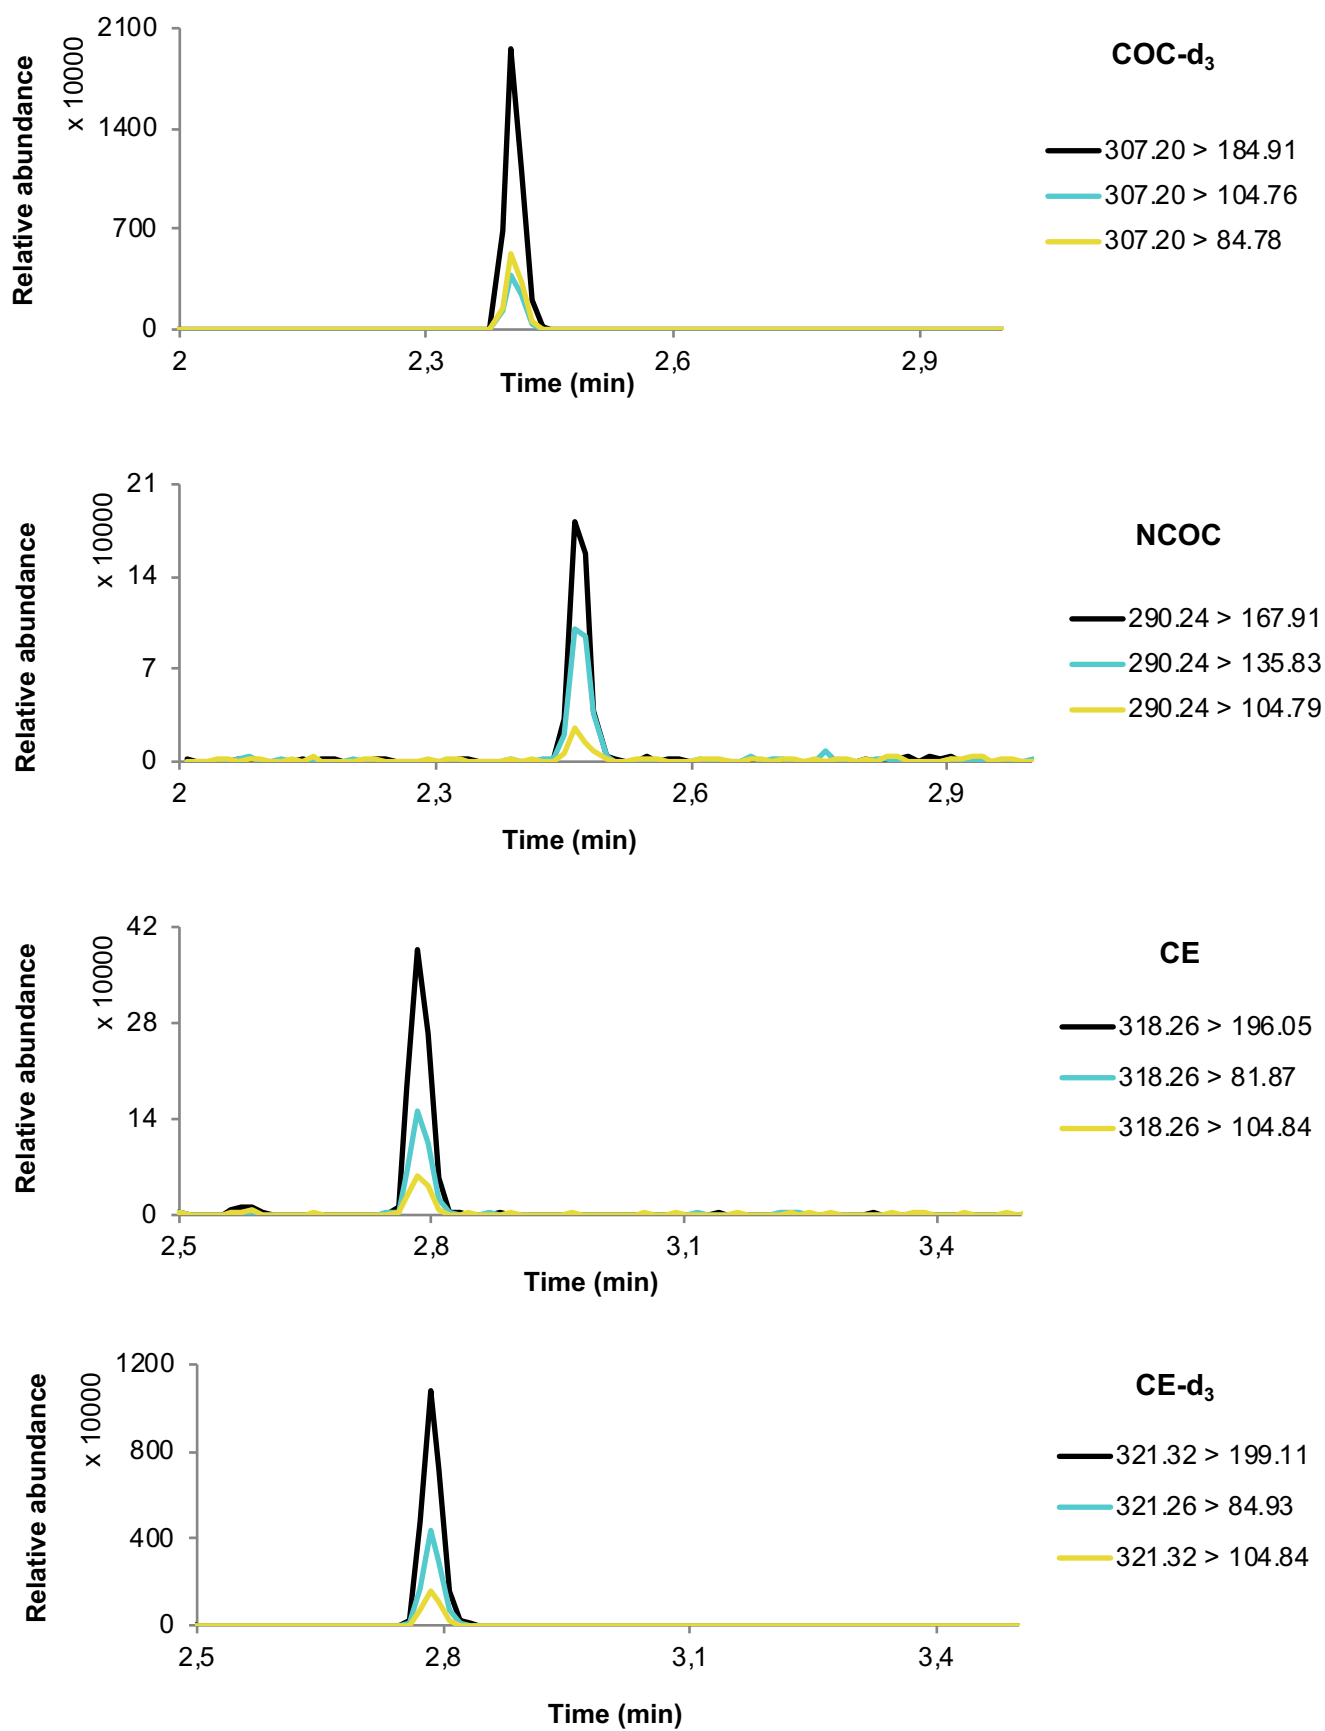 COC-d₃
Relative abundance
x 10000
2100
1400
700
0
2
2,3
2,6
2,9
Time (min)
307.20 > 184.91
307.20 > 104.76
307.20 > 84.78
NCOC
Relative abundance
x 10000
21
14
7
0
2
2,3
2,6
2,9
Time (min)
290.24 > 167.91
290.24 > 135.83
290.24 > 104.79
CE
Relative abundance
x 10000
42
28
14
0
2,5
2,8
3,1
3,4
Time (min)
318.26 > 196.05
318.26 > 81.87
318.26 > 104.84
CE-d₃
Relative abundance
x 10000
1200
800
400
0
2,5
2,8
3,1
3,4
Time (min)
321.32 > 199.11
321.26 > 84.93
321.32 > 104.84